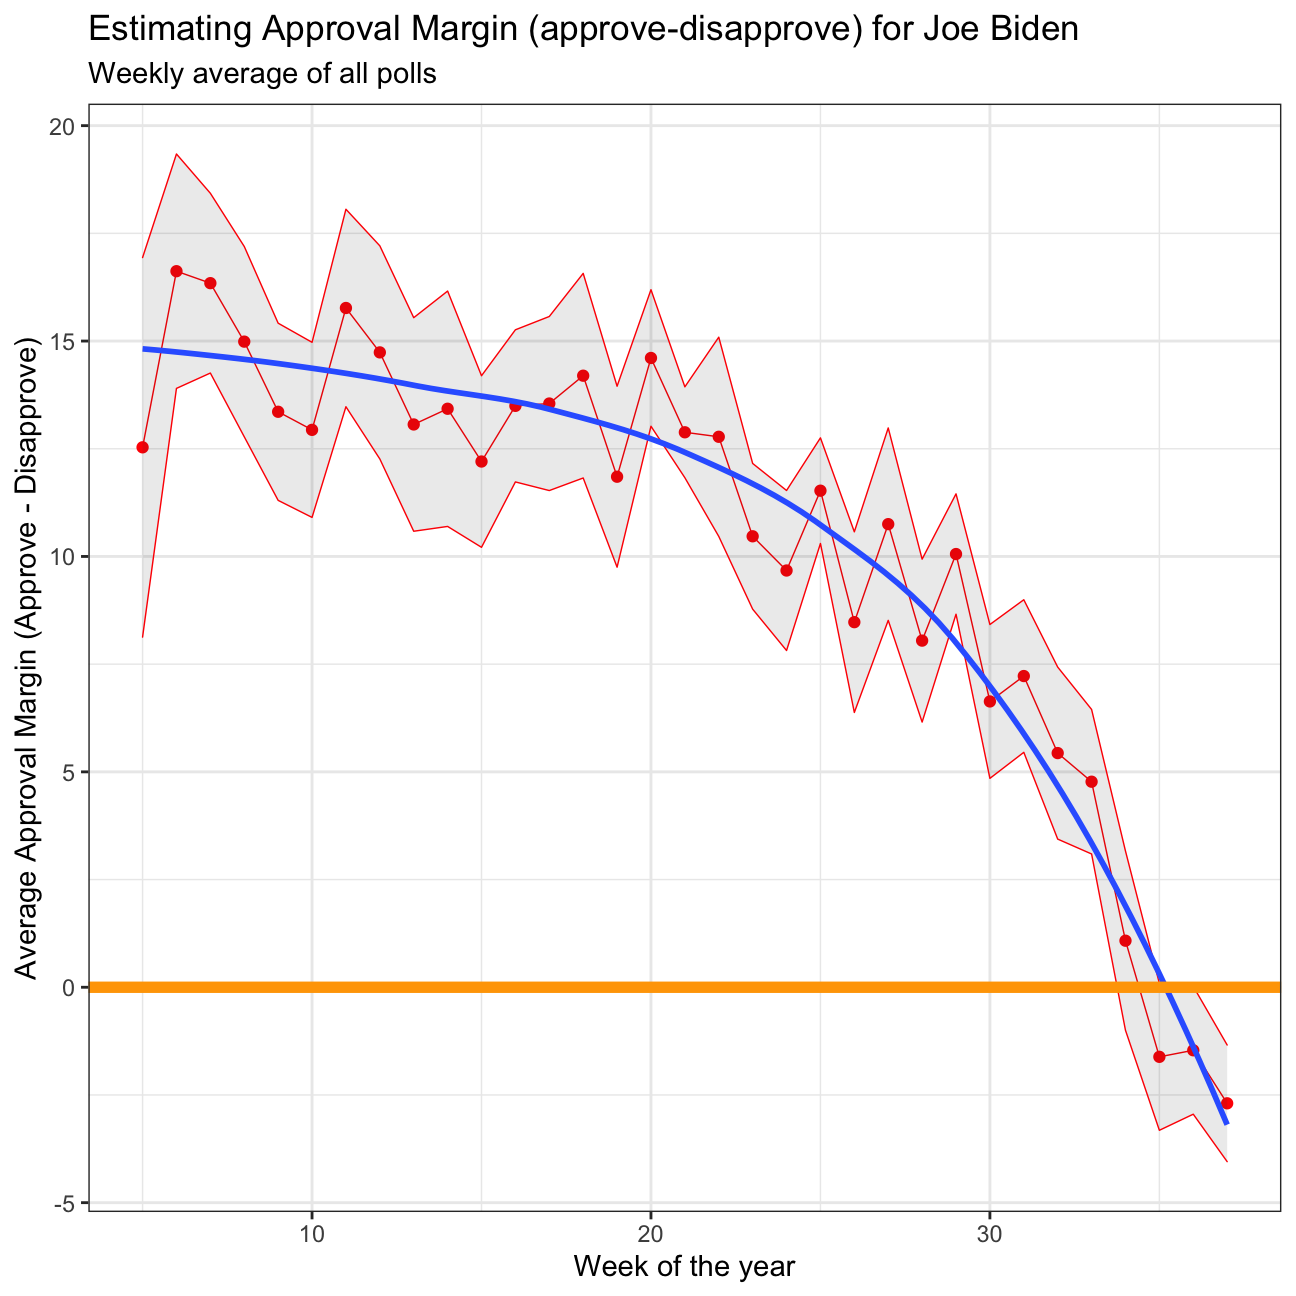 Estimating Approval Margin (approve-disapprove) for Joe Biden
Weekly average of all polls
Average Approval Margin (Approve - Disapprove)
20
15
10
5
0
-5
10
20
30
Week of the year